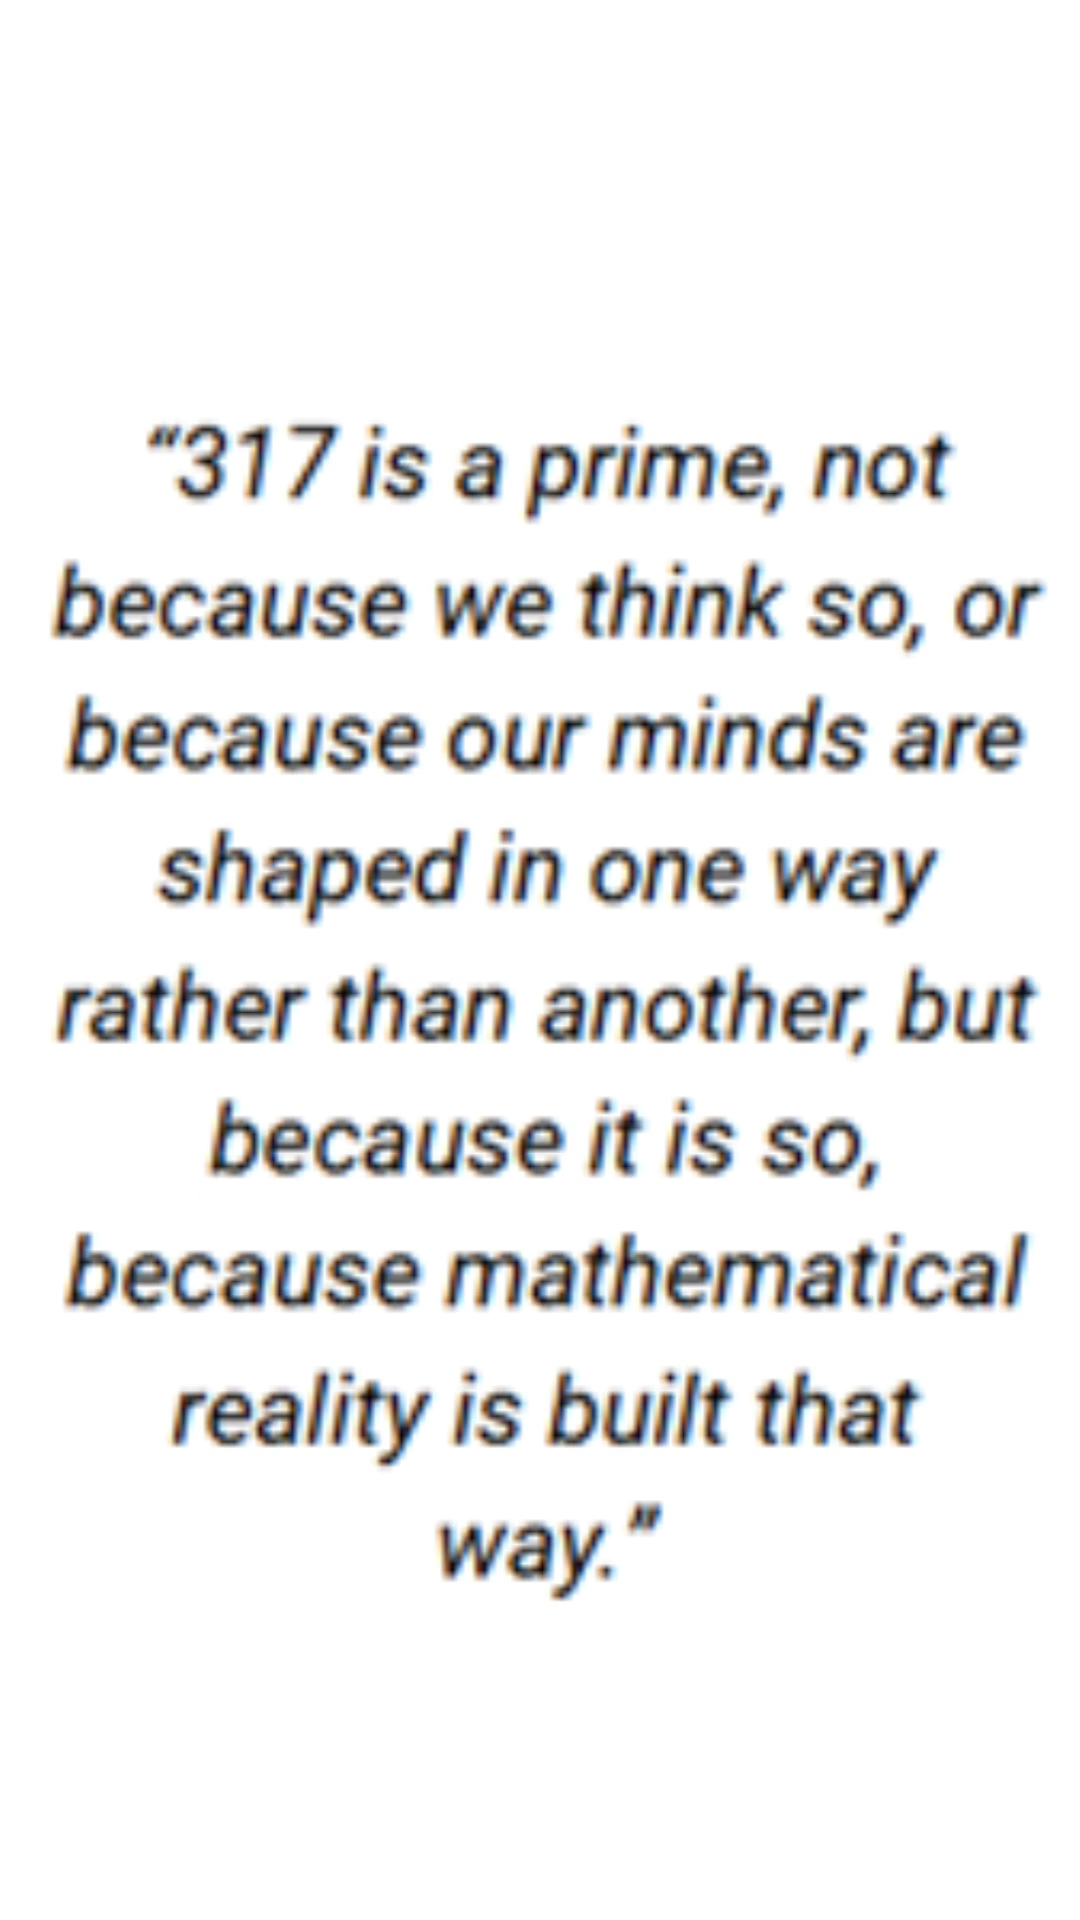 “317 is a prime, not
because we think so, or
because our minds are
shaped in one way
rather than another, but
because it is so,
because mathematical
reality is built that
way.”